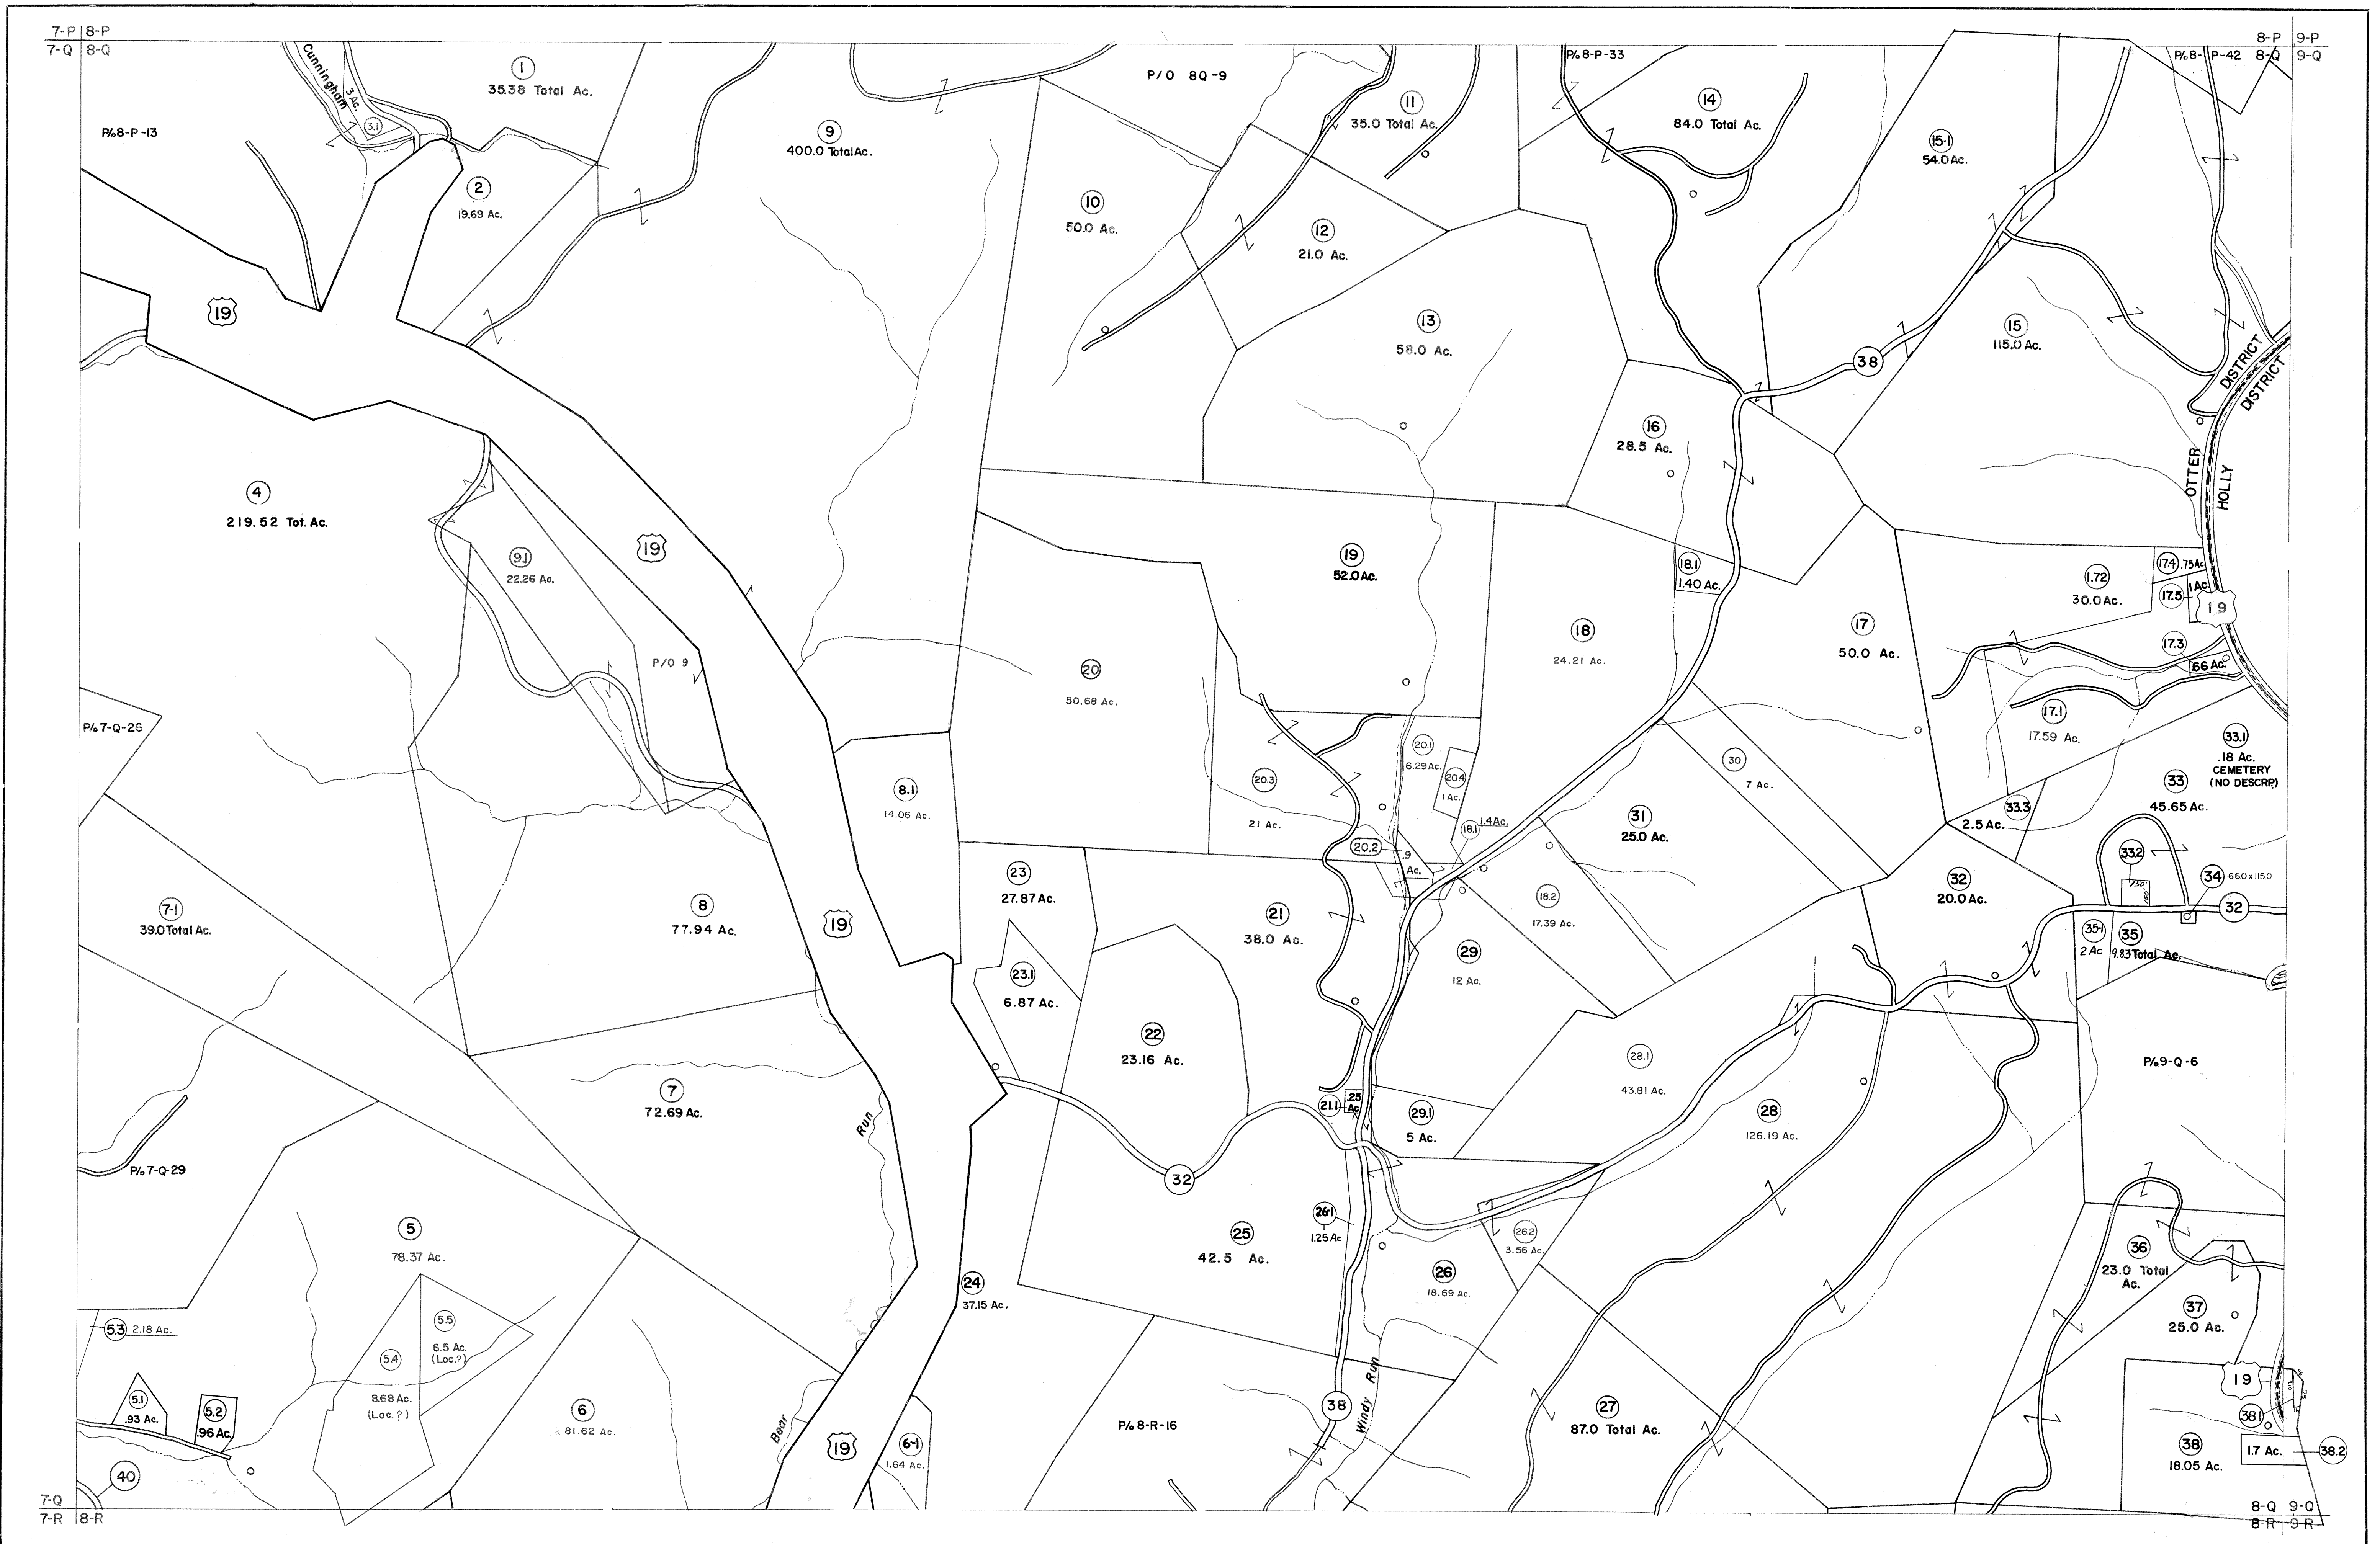 7-P 8-P
7-Q 8-Q
8-P 9-P
8-Q 9-Q
Cunningham
3 Ac.
3.1
P/o 8-P-13
1
35.38 Total Ac.
2
19.69 Ac.
9
400.0 Total Ac.
P/O 8Q-9
10
50.0 Ac.
11
35.0 Total Ac.
12
21.0 Ac.
13
58.0 Ac.
P/o 8-P-33
14
84.0 Total Ac.
15-1
54.0 Ac.
P/o 8-P-42
15
115.0 Ac.
38
OTTER DISTRICT
HOLLY DISTRICT
19
4
219.52 Tot. Ac.
9.1
22.26 Ac.
19
P/O 9
16
28.5 Ac.
19
52.0 Ac.
18.1
1.40 Ac.
18
24.21 Ac.
17
50.0 Ac.
1.72
30.0 Ac.
17.4 .75 Ac
17.5
1 Ac.
19
17.3
.66 Ac.
17.1
17.59 Ac.
20
50.68 Ac.
P/o 7-Q-26
8.1
14.06 Ac.
20.3
21 Ac.
20.1
6.29 Ac.
20.4
1 Ac.
18.1
1.4 Ac.
20.2
.9
Ac.
30
7 Ac.
31
25.0 Ac.
33.1
.18 Ac.
CEMETERY
(NO DESCRP.)
33
45.65 Ac.
33.3
2.5 Ac.
33.2
150
150
34 -66.0 x 115.0
32
32
20.0 Ac.
35-1
2 Ac
35
9.83 Total Ac.
7-1
39.0 Total Ac.
8
77.94 Ac.
19
23
27.87 Ac.
23.1
6.87 Ac.
21
38.0 Ac.
18.2
17.39 Ac.
29
12 Ac.
22
23.16 Ac.
7
72.69 Ac.
Run
21.1
.25
Ac
29.1
5 Ac.
28.1
43.81 Ac.
28
126.19 Ac.
P/o 9-Q-6
P/o 7-Q-29
32
5
78.37 Ac.
25
42.5 Ac.
26-1
1.25 Ac
26.2
3.56 Ac.
26
18.69 Ac.
24
37.15 Ac.
36
23.0 Total
Ac.
37
25.0 Ac.
5.3 2.18 Ac.
5.5
6.5 Ac.
(Loc.?)
5.4
8.68 Ac.
(Loc.?)
5.1
.93 Ac.
5.2
.96 Ac.
6
81.62 Ac.
Bear
19
6-1
1.64 Ac.
P/o 8-R-16
38
Windy Run
27
87.0 Total Ac.
19
38.1
38
18.05 Ac.
1.7 Ac.
38.2
40
7-Q
7-R 8-R
8-Q 9-Q
8-R 9-R